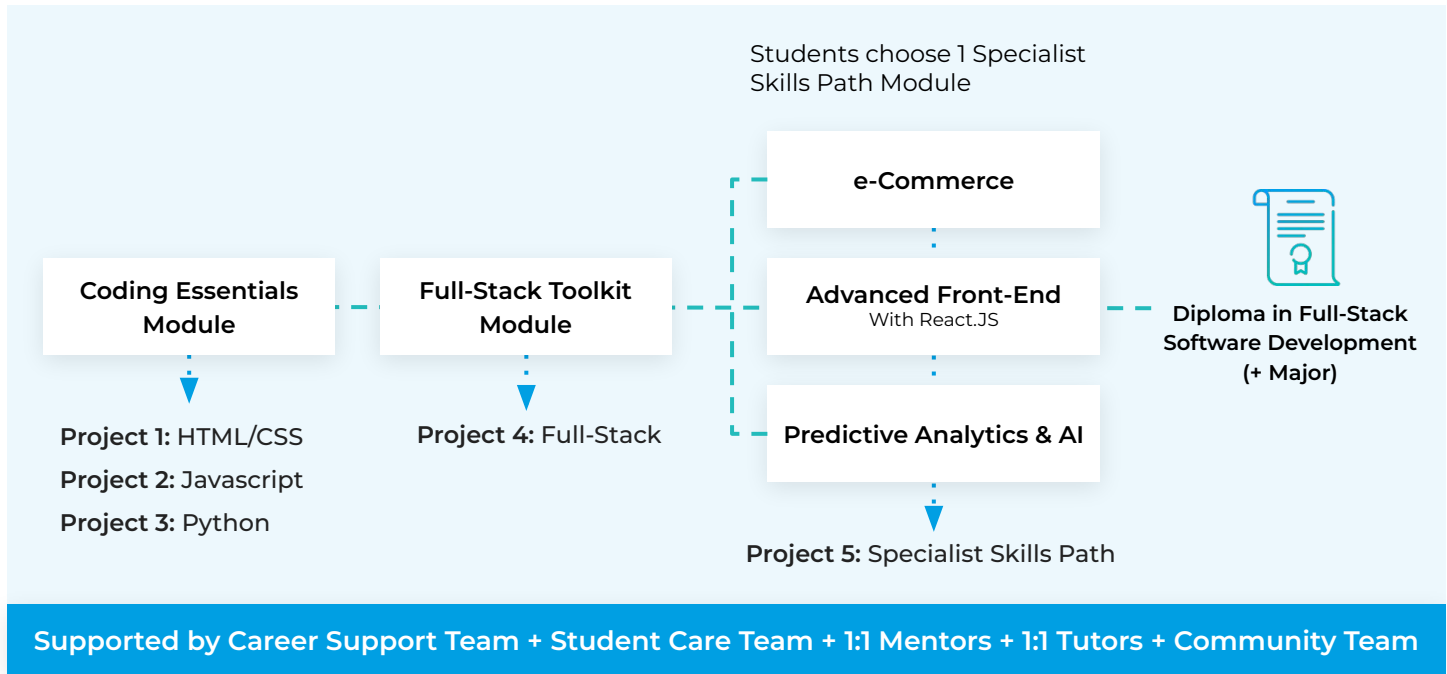 Students choose 1 Specialist
Skills Path Module
e-Commerce
Coding Essentials
Module
Full-Stack Toolkit
Module
Advanced Front-End
With React.JS
Diploma in Full-Stack
Software Development
(+ Major)
Predictive Analytics & AI
Project 1: HTML/CSS
Project 2: Javascript
Project 3: Python
Project 4: Full-Stack
Project 5: Specialist Skills Path
Supported by Career Support Team + Student Care Team + 1:1 Mentors + 1:1 Tutors + Community Team